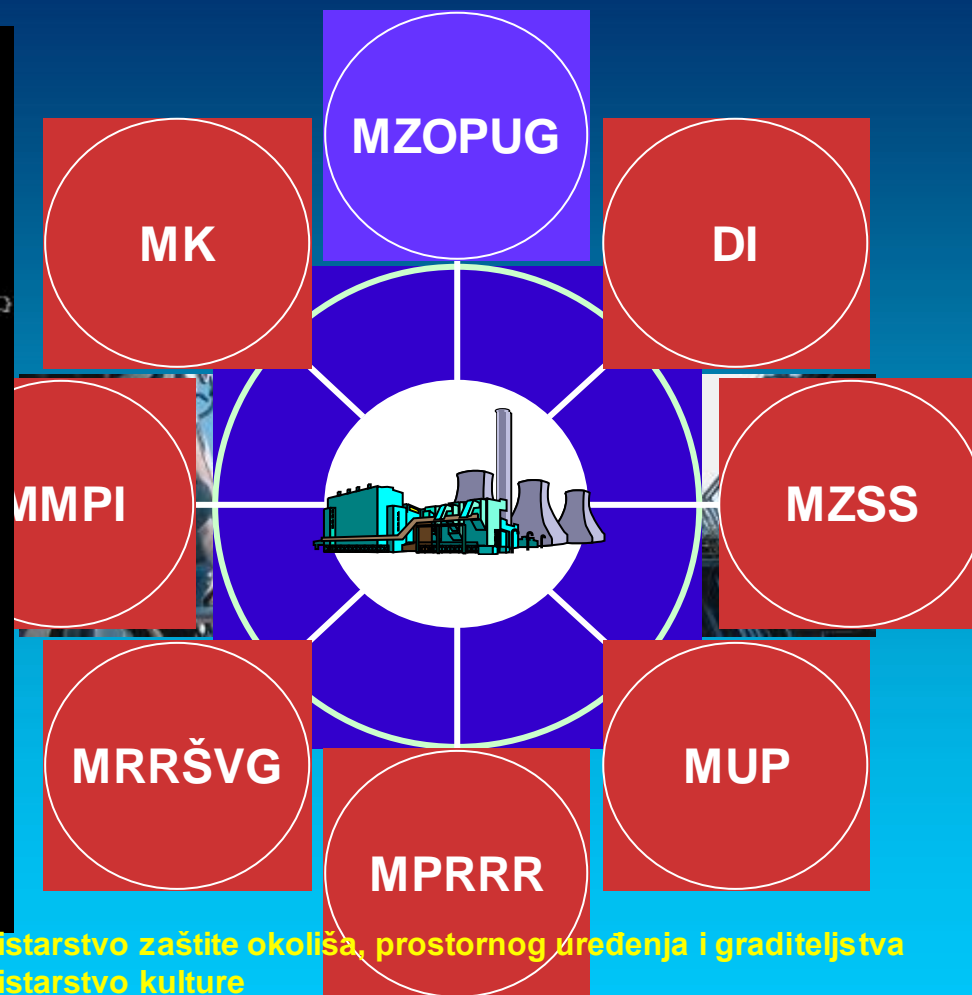 MZOPUG
MK
DI
MMPI
MZSS
MRRŠVG
MUP
MPRRR
istarstvo zaštite okoliša, prostornog uređenja i graditeljstva
istarstvo kulture